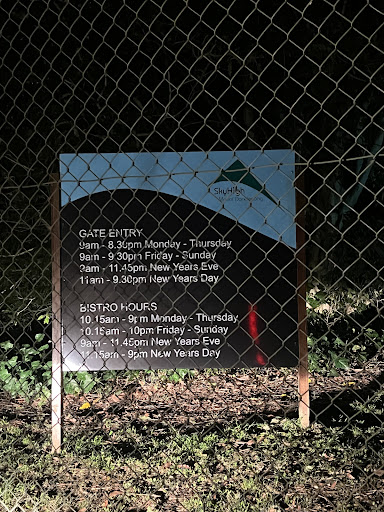 SkyHigh
Mount Dandenong
GATE ENTRY
9am - 8.30pm Monday - Thursday
9am - 9.30pm Friday - Sunday
9am - 11.45pm New Years Eve
11am - 9.30pm New Years Day
BISTRO HOURS
10.15am - 9pm Monday - Thursday
10.15am - 10pm Friday - Sunday
9am - 11.45pm New Years Eve
11.15am - 9pm New Years Day